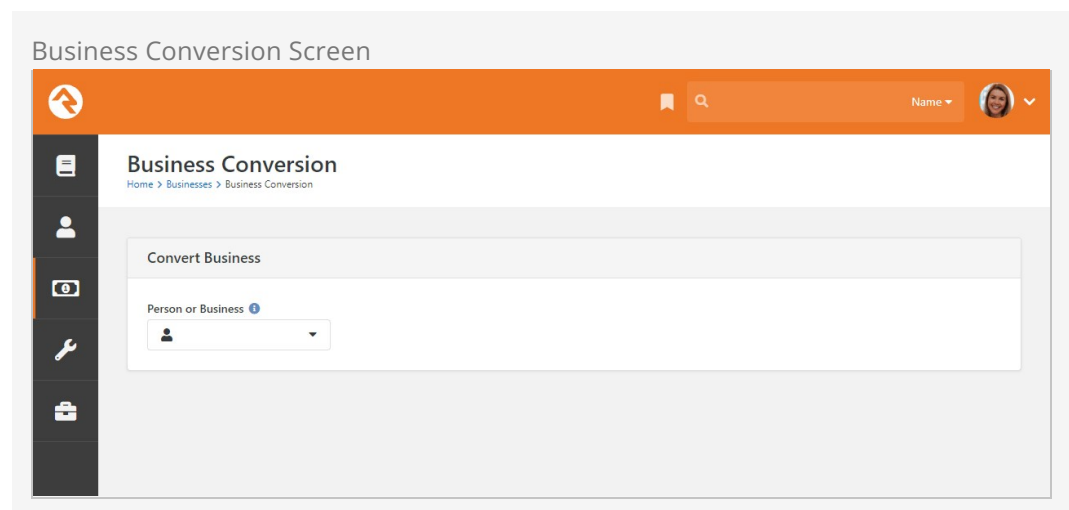 Business Conversion Screen
Name
Business Conversion
Home > Businesses > Business Conversion
Convert Business
Person or Business